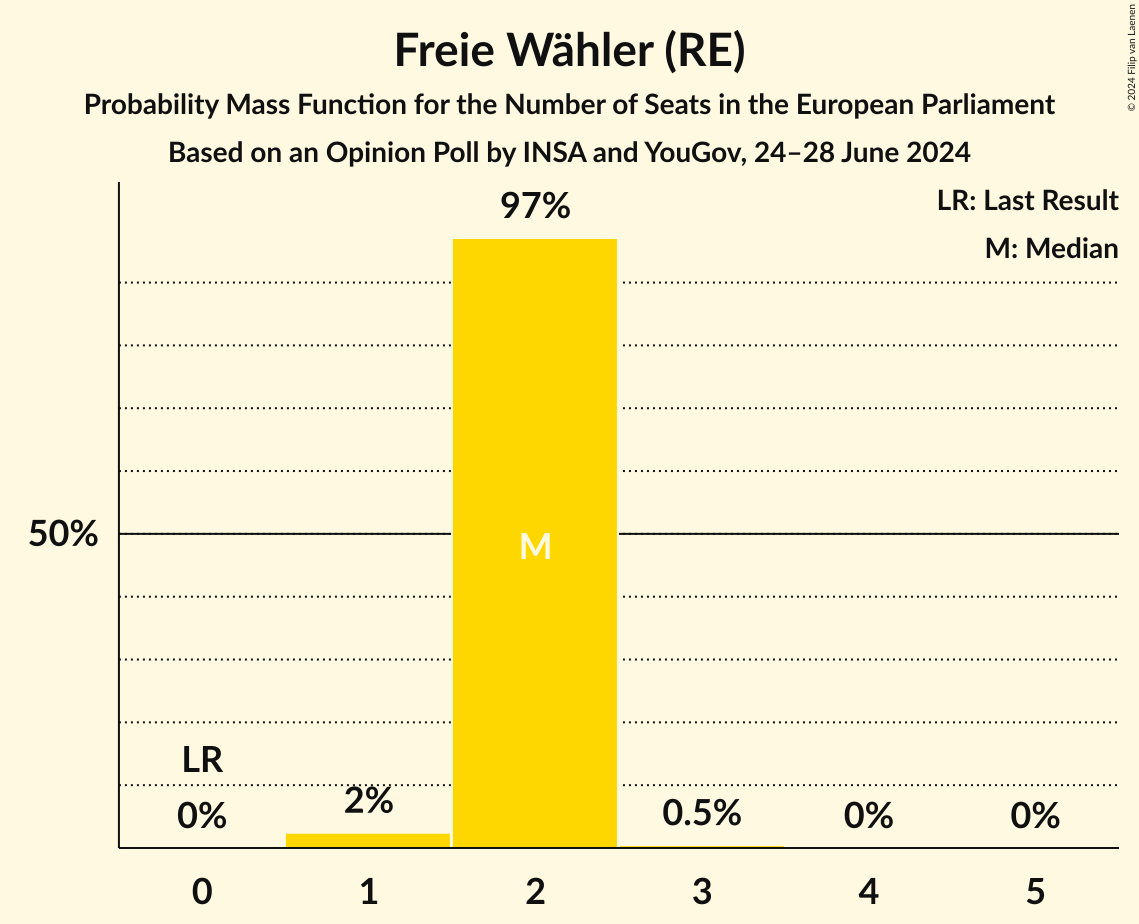 Freie Wähler (RE)
Probability Mass Function for the Number of Seats in the European Parliament
Based on an Opinion Poll by INSA and YouGov, 24–28 June 2024
© 2024 Filip van Laenen
LR: Last Result
M: Median
97%
50%
M
LR
0%
2%
0.5%
0%
0%
0 1 2 3 4 5